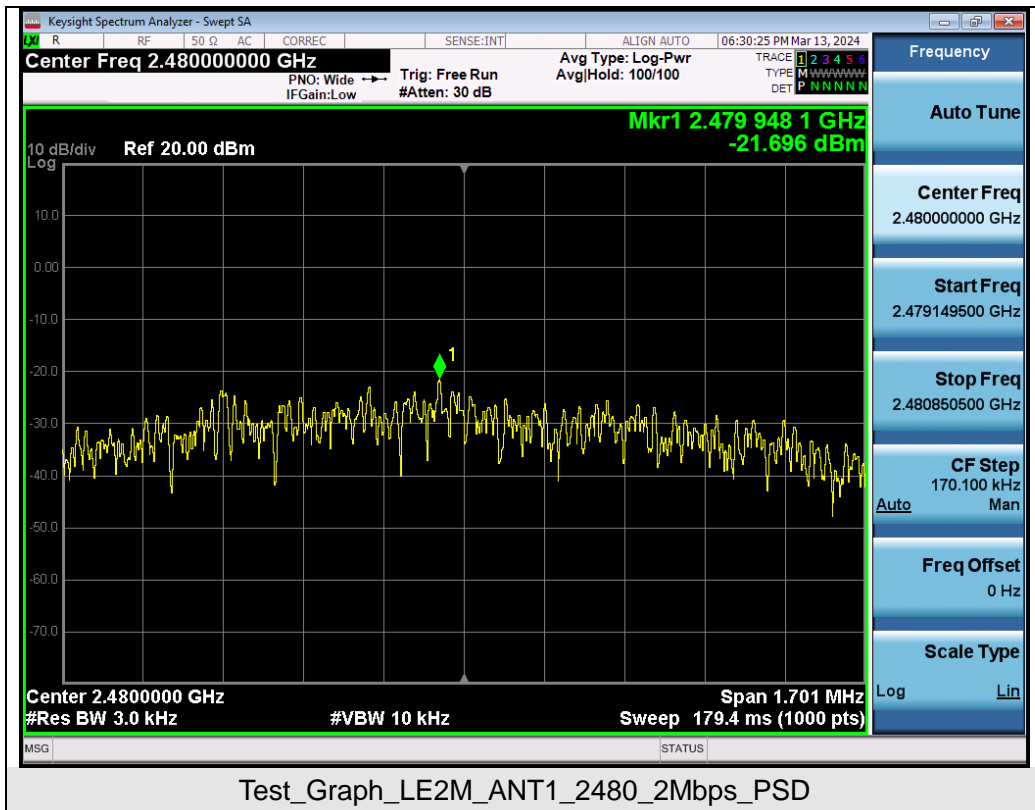 Keysight Spectrum Analyzer - Swept SA
LXI R RF 50 Ω AC CORREC SENSE:INT ALIGN AUTO 06:30:25 PM Mar 13, 2024
Center Freq 2.480000000 GHz
PNO: Wide
IFGain:Low
Trig: Free Run
#Atten: 30 dB
Avg Type: Log-Pwr
Avg|Hold: 100/100
TRACE 1 2 3 4 5 6
TYPE M WWWWW
DET P N N N N N
Mkr1 2.479 948 1 GHz
-21.696 dBm
10 dB/div Ref 20.00 dBm
Log
10.0
0.00
-10.0
-20.0
-30.0
-40.0
-50.0
-60.0
-70.0
1
Center 2.4800000 GHz Span 1.701 MHz
#Res BW 3.0 kHz #VBW 10 kHz Sweep 179.4 ms (1000 pts)
MSG STATUS
Frequency
Auto Tune
Center Freq
2.480000000 GHz
Start Freq
2.479149500 GHz
Stop Freq
2.480850500 GHz
CF Step
170.100 kHz
Auto Man
Freq Offset
0 Hz
Scale Type
Log Lin
Test_Graph_LE2M_ANT1_2480_2Mbps_PSD